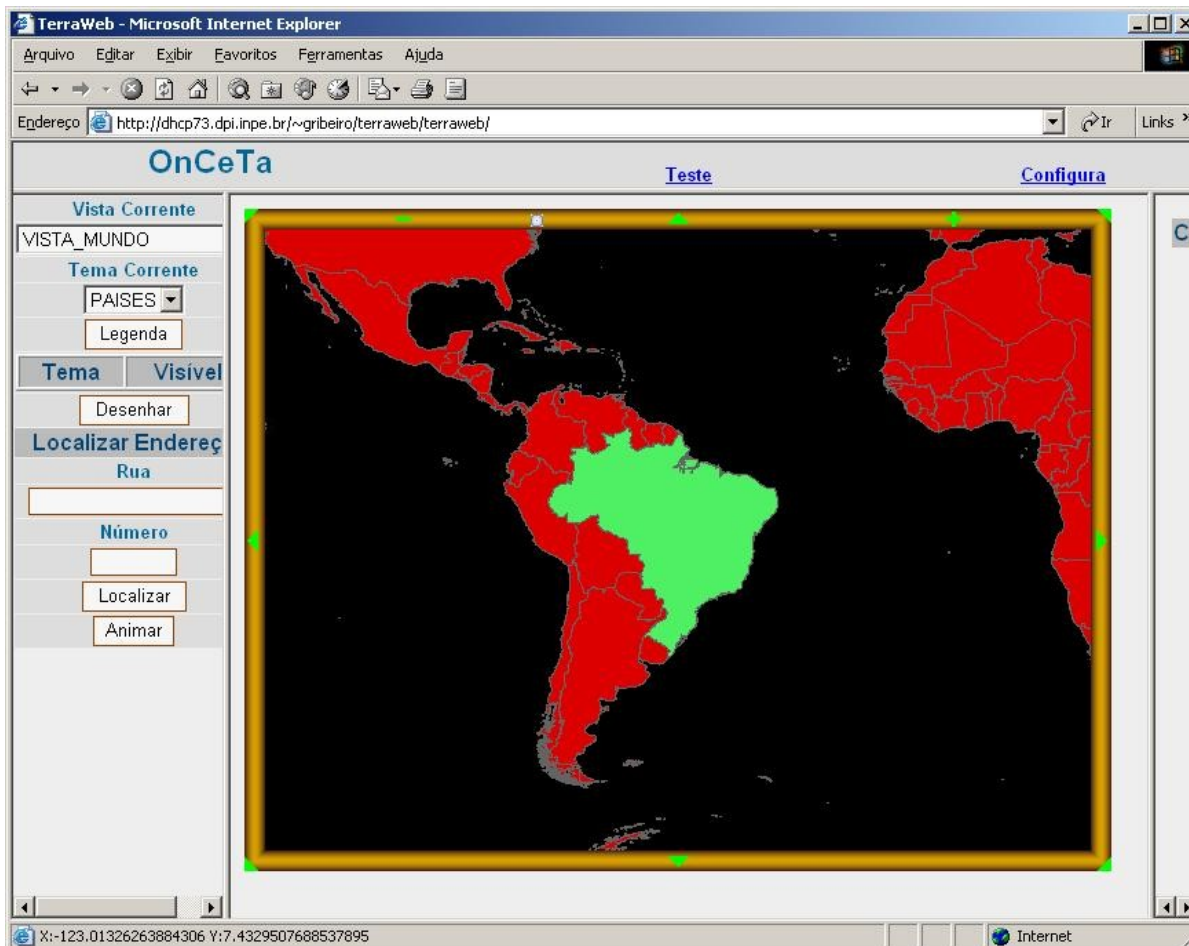 TerraWeb - Microsoft Internet Explorer
Arquivo Editar Exibir Favoritos Ferramentas Ajuda
Endereço http://dhcp73.dpi.inpe.br/~gribeiro/terraweb/terraweb/ Ir Links
OnCeTa Teste Configura
Vista Corrente
VISTA_MUNDO
Tema Corrente
PAISES
Legenda
Tema Visível
Desenhar
Localizar Endereç
Rua
Número
Localizar
Animar
C
X:-123.01326263884306 Y:7.4329507688537895 Internet